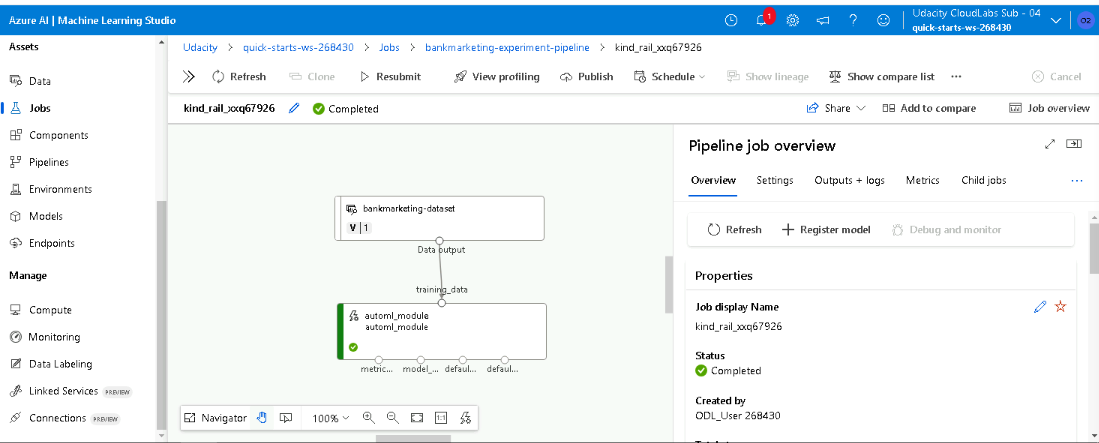 Azure AI | Machine Learning Studio
1
Udacity CloudLabs Sub - 04
quick-starts-ws-268430
O2
Assets
Data
Jobs
Components
Pipelines
Environments
Models
Endpoints
Manage
Compute
Monitoring
Data Labeling
Linked Services PREVIEW
Connections PREVIEW
Udacity > quick-starts-ws-268430 > Jobs > bankmarketing-experiment-pipeline > kind_rail_xxq67926
Refresh Clone Resubmit View profiling Publish Schedule Show lineage Show compare list ... Cancel
kind_rail_xxq67926 Completed Share Add to compare Job overview
bankmarketing-dataset
V 1
Data output
training_data
automl_module
automl_module
metric... model_... defaul... defaul...
Navigator 100% 1:1
Pipeline job overview
Overview Settings Outputs + logs Metrics Child jobs ...
Refresh Register model Debug and monitor
Properties
Job display Name
kind_rail_xxq67926
Status
Completed
Created by
ODL_User 268430